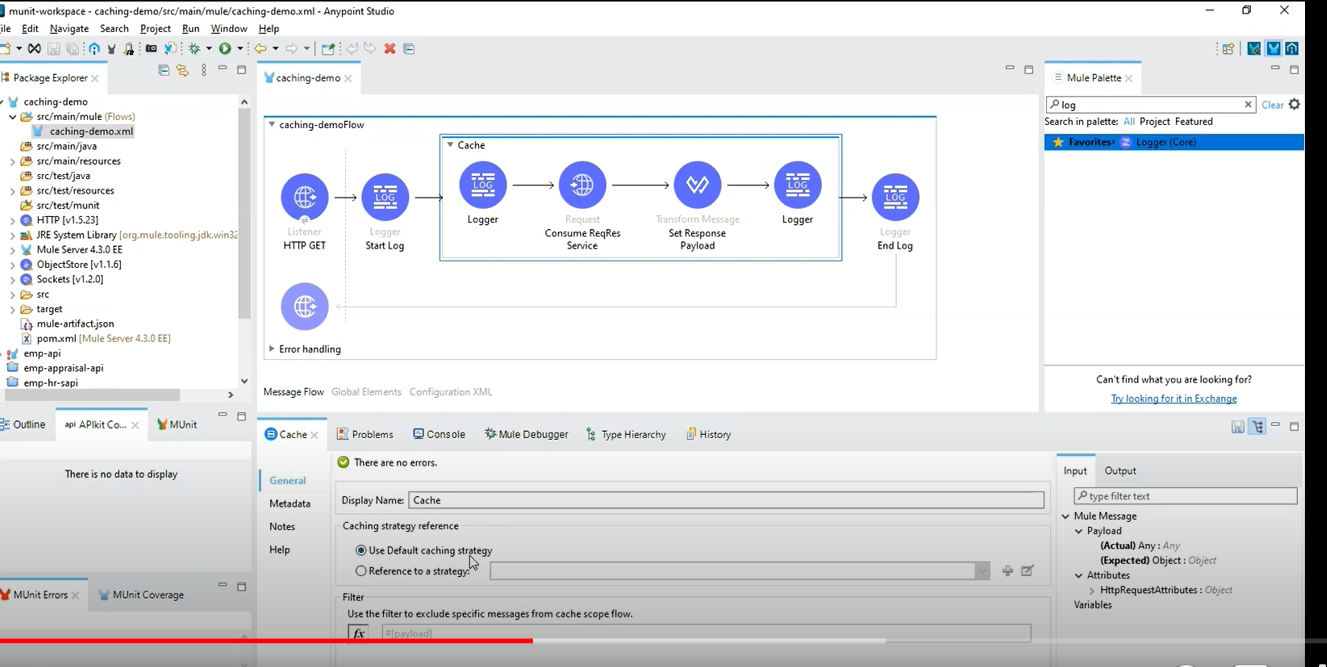 munit-workspace - caching-demo/src/main/mule/caching-demo.xml - Anypoint Studio
ile Edit Navigate Search Project Run Window Help
Package Explorer
caching-demo
src/main/mule (Flows)
caching-demo.xml
src/main/java
src/main/resources
src/test/java
src/test/resources
src/test/munit
HTTP [v1.5.23]
JRE System Library [org.mule.tooling.jdk.win32
Mule Server 4.3.0 EE
ObjectStore [v1.1.6]
Sockets [v1.2.0]
src
target
mule-artifact.json
pom.xml [Mule Server 4.3.0 EE]
emp-api
emp-appraisal-api
emp-hr-sapi
caching-demo
caching-demoFlow
Cache
LOG
LOG
LOG
LOG
Listener
HTTP GET
Logger
Start Log
Logger
Request
Consume ReqRes
Service
Transform Message
Set Response
Payload
Logger
Logger
End Log
Error handling
Message Flow Global Elements Configuration XML
Mule Palette
log
Clear
Search in palette: All Project Featured
Favorites> Logger (Core)
Can't find what you are looking for?
Try looking for it in Exchange
Outline
api APIkit Co...
MUnit
There is no data to display
MUnit Errors
MUnit Coverage
Cache
Problems
Console
Mule Debugger
Type Hierarchy
History
There are no errors.
General
Metadata
Notes
Help
Display Name: Cache
Caching strategy reference
Use Default caching strategy
Reference to a strategy:
Filter
Use the filter to exclude specific messages from cache scope flow.
fx #[payload]
Input Output
type filter text
Mule Message
Payload
(Actual) Any : Any
(Expected) Object : Object
Attributes
HttpRequestAttributes : Object
Variables